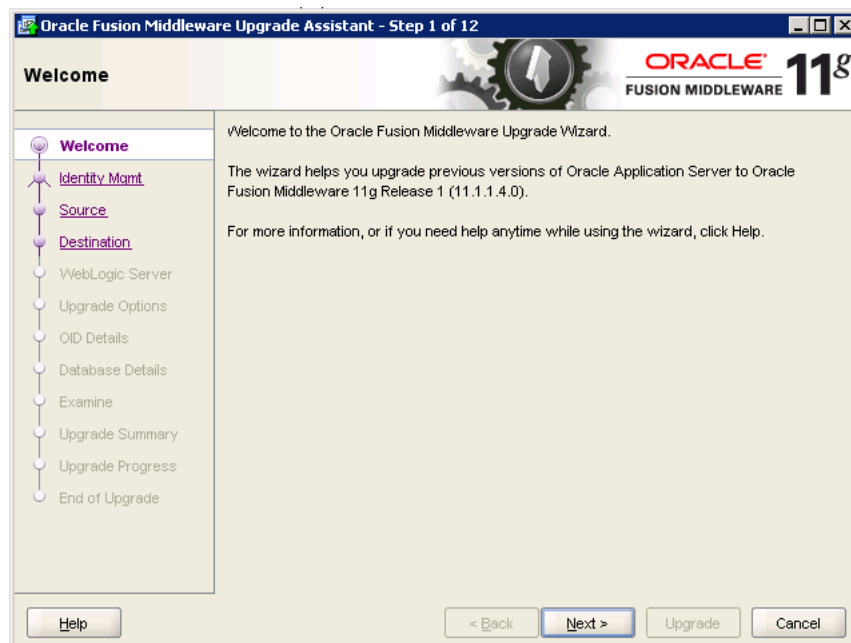 Oracle Fusion Middleware Upgrade Assistant - Step 1 of 12
Welcome
ORACLE
FUSION MIDDLEWARE
11g
Welcome
Identity Mgmt
Source
Destination
WebLogic Server
Upgrade Options
OID Details
Database Details
Examine
Upgrade Summary
Upgrade Progress
End of Upgrade
Welcome to the Oracle Fusion Middleware Upgrade Wizard.
The wizard helps you upgrade previous versions of Oracle Application Server to Oracle
Fusion Middleware 11g Release 1 (11.1.1.4.0).
For more information, or if you need help anytime while using the wizard, click Help.
Help
< Back
Next >
Upgrade
Cancel